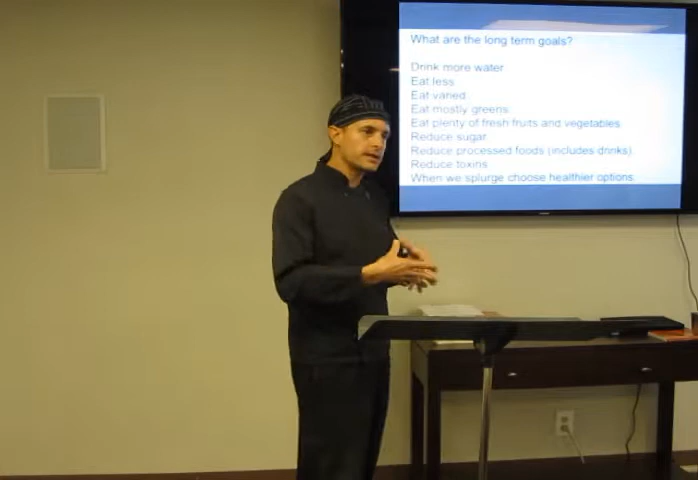 What are the long term goals?
Drink more water
Eat less
Eat varied
Eat mostly greens
Eat plenty of fresh fruits and vegetables
Reduce sugar
Reduce processed foods (includes drinks)
Reduce toxins
When we splurge choose healthier options